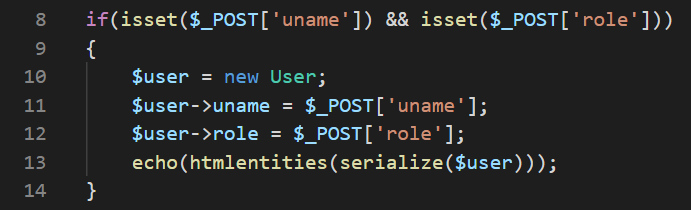 8 if(isset($_POST['uname']) && isset($_POST['role']))
9 {
10     $user = new User;
11     $user->uname = $_POST['uname'];
12     $user->role = $_POST['role'];
13     echo(htmlentities(serialize($user)));
14 }